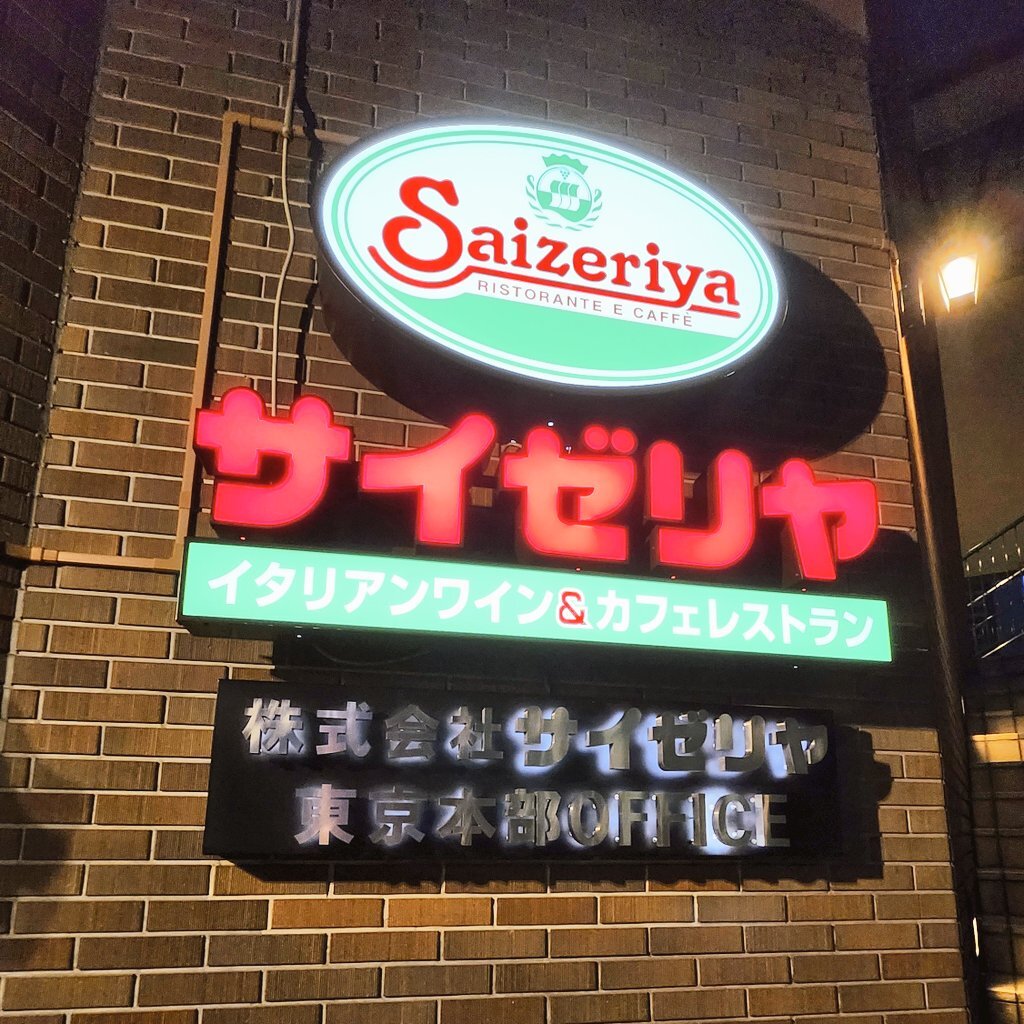 Saizeriya
RISTORANTE E CAFFÈ
サイゼリヤ
イタリアンワイン&カフェレストラン
株式会社サイゼリヤ
東京本部OFFICE